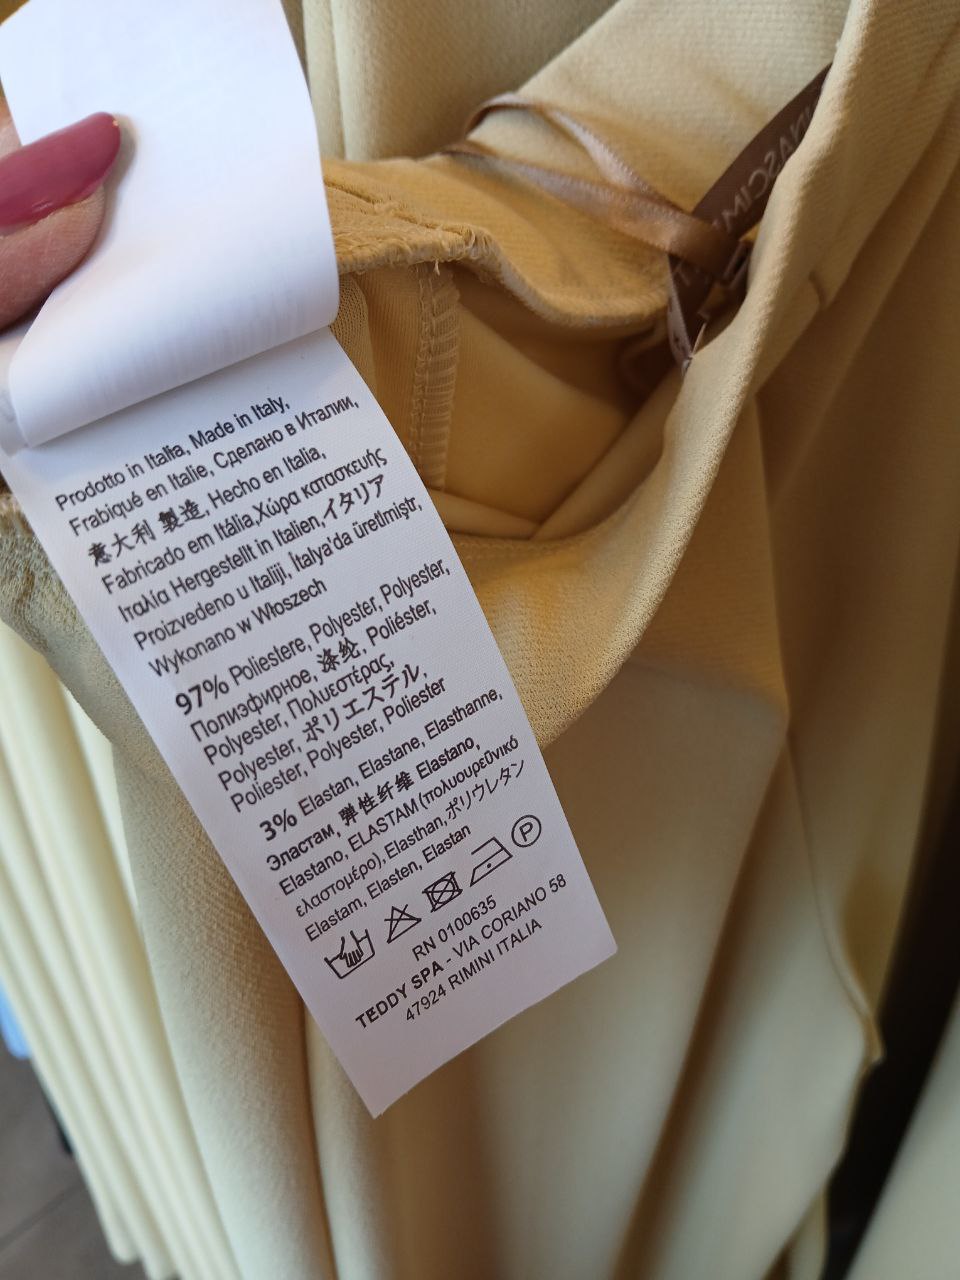 Prodotto in Italia, Made in Italy,
Frabiqué en Italie, Сделано в Италии,
意大利 製造, Hecho en Italia,
Fabricado em Itália,Χώρα κατασκευής
Ιταλία Hergestellt in Italien,イタリア
Proizvedeno u Italiji, İtalya'da üretlmiştr,
Wykonano w Włoszech
97% Poliestere, Polyester, Polyester,
Полиэфирное, 涤纶, Poliéster,
Polyester, Πολυεστέρας,
Polyester, ポリエステル,
Poliester, Polyester, Poliester
3% Elastan, Elastane, Elasthanne,
Эластам, 弹性纤维 Elastano,
Elastano, ELASTAM (πολυουρεΰνικό
ελαστομέρο), Elasthan,ポリウレタン
Elastam, Elasten, Elastan
P
RN 0100635
TEDDY SPA - VIA CORIANO 58
47924 RIMINI ITALIA